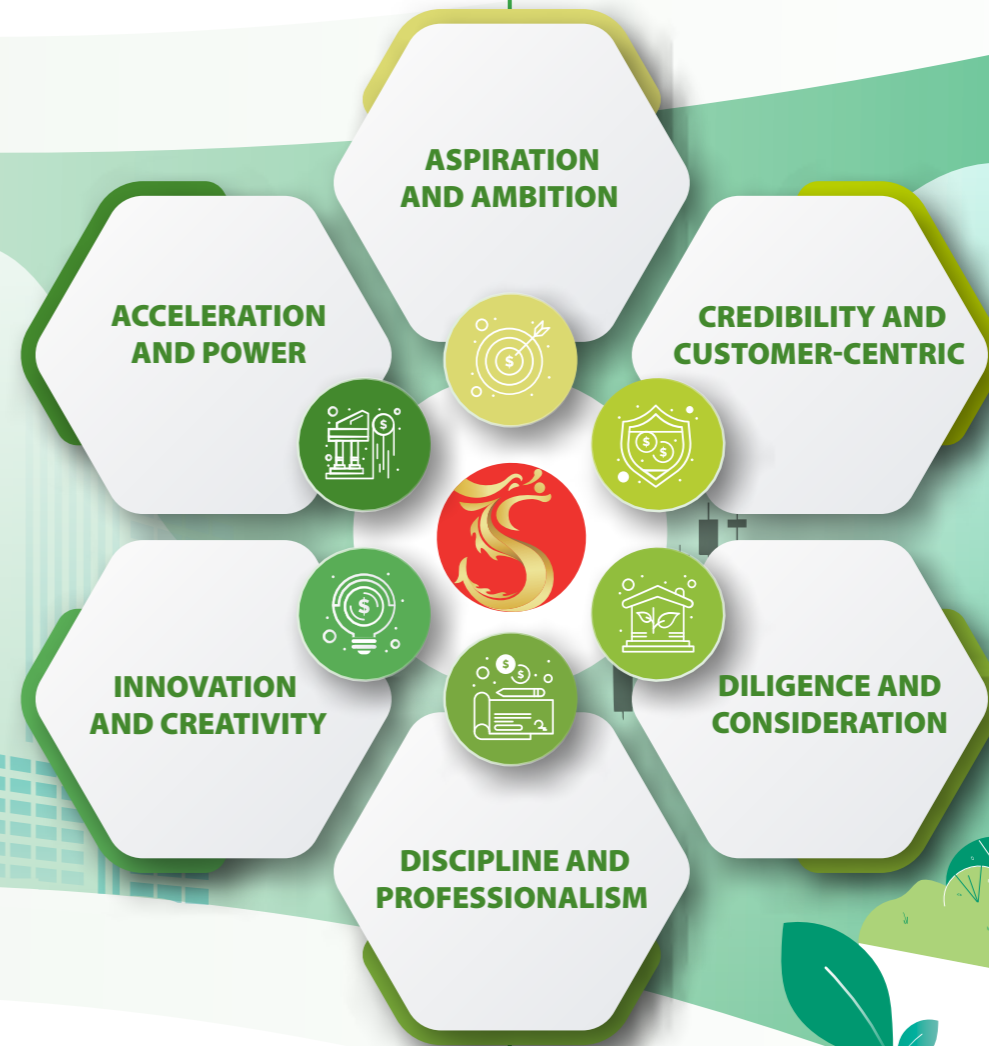 ASPIRATION
AND AMBITION
ACCELERATION
AND POWER
CREDIBILITY AND
CUSTOMER-CENTRIC
INNOVATION
AND CREATIVITY
DILIGENCE AND
CONSIDERATION
DISCIPLINE AND
PROFESSIONALISM